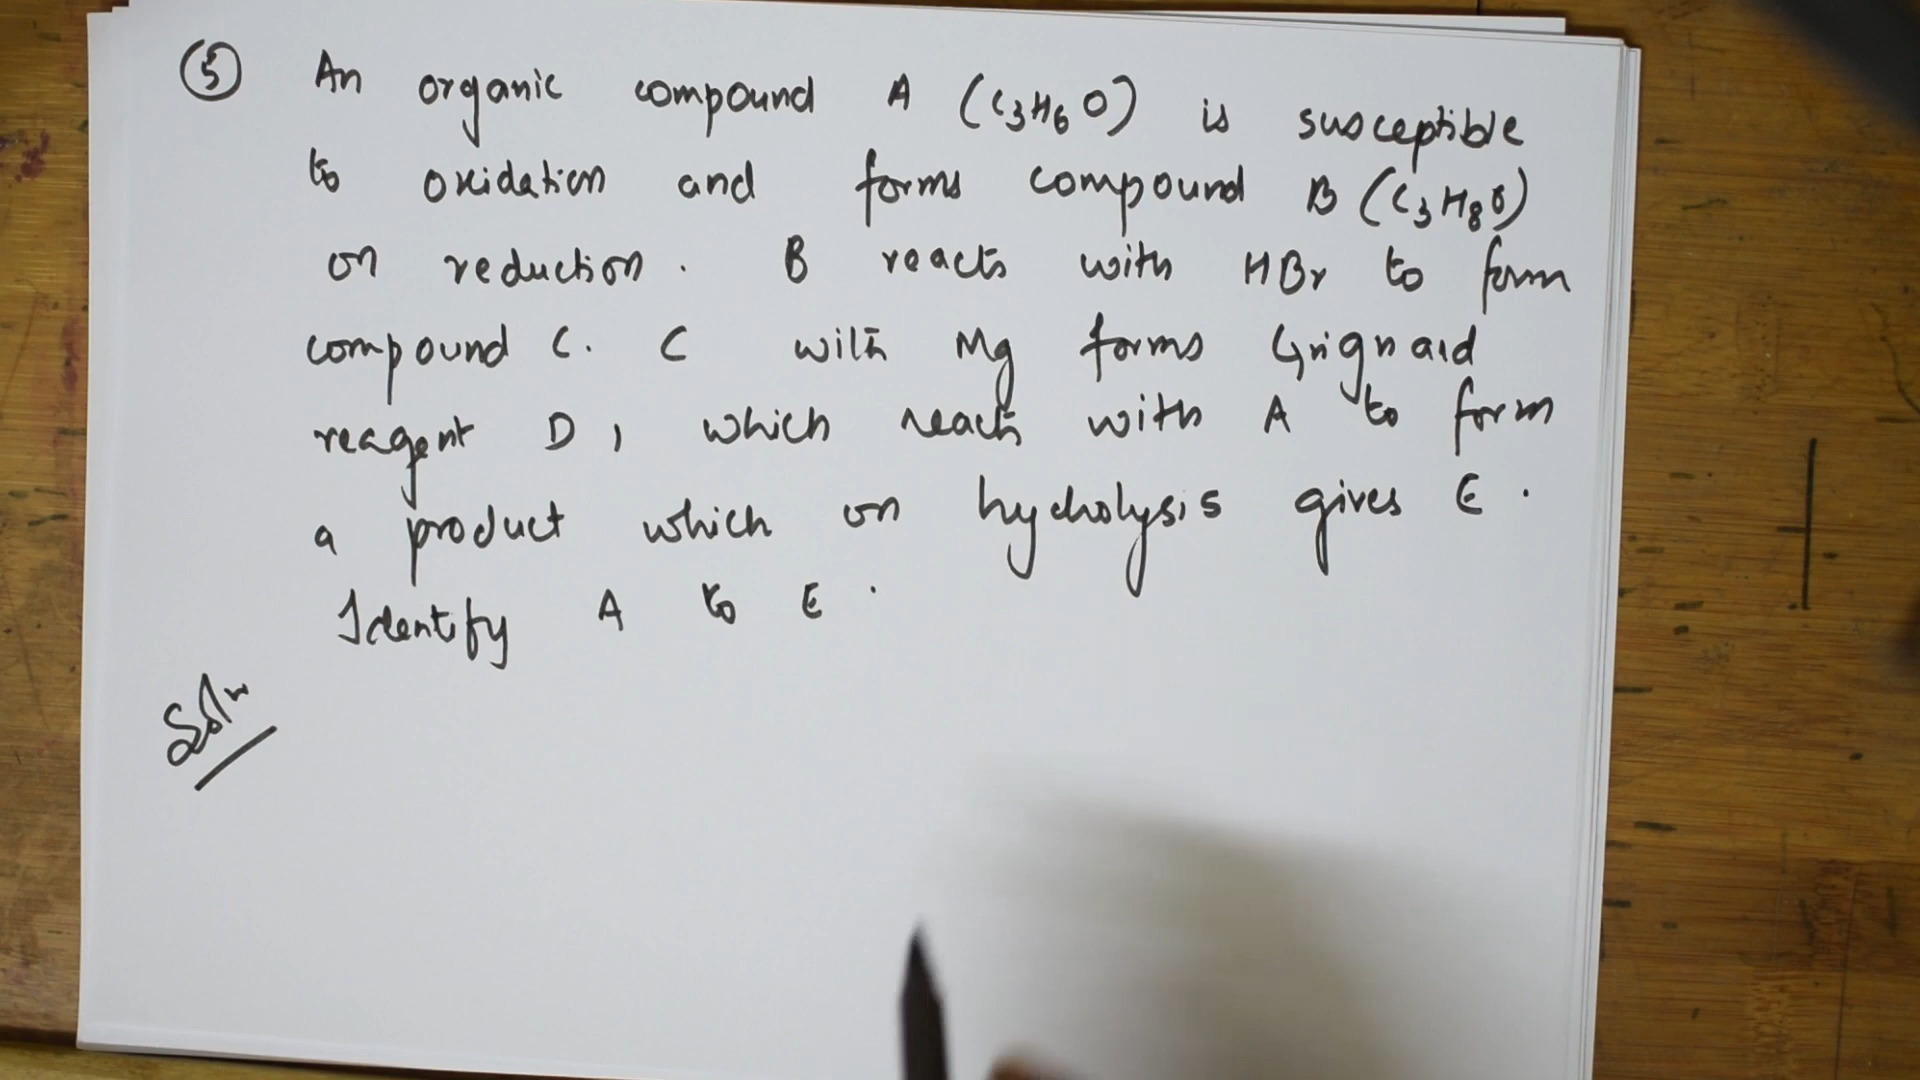 5 An organic compound A (C3H6O) is susceptible
to oxidation and forms compound B (C3H8O)
on reduction. B reacts with HBr to form
compound C. C with Mg forms Grignard
reagent D, which reacts with A to form
a product which on hydrolysis gives E.
Identify A to E.
Soln